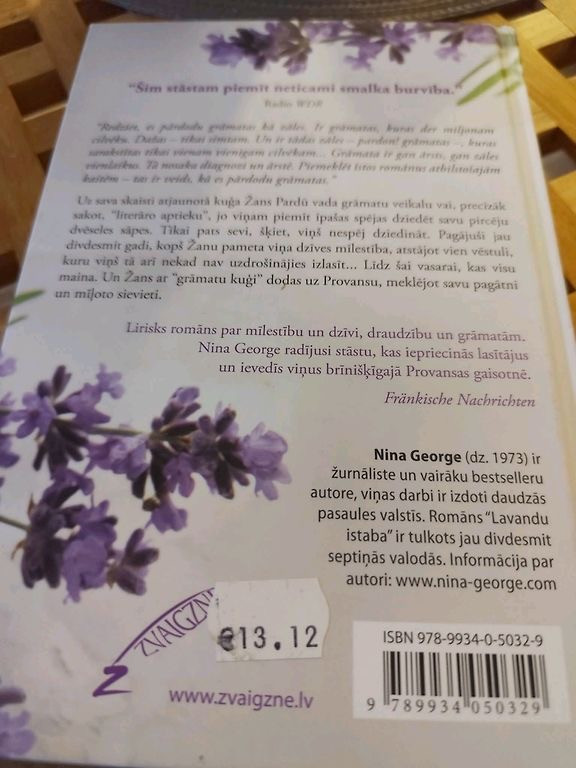 "Šim stāstam piemīt neticami smalka burvība."
Radio WDR
"Redziet, es pārdodu grāmatas kā zāles. Ir grāmatas, kuras der miljonam
cilvēku. Dažas – tikai simtam. Un ir tādas zāles – pardon! grāmatas –, kuras
sarakstītas tikai vienam vienīgam cilvēkam... Grāmata ir gan ārsts, gan zāles
vienlaikus. Tā nosaka diagnozi un ārstē. Piemeklēt īstos romānus atbilstošajām
kaitēm – tas ir veids, kā es pārdodu grāmatas."
Uz sava skaisti atjaunotā kuģa Žans Pardū vada grāmatu veikalu vai, precīzāk
sakot, "literāro aptieku", jo viņam piemīt īpašas spējas dziedēt savu pircēju
dvēseles sāpes. Tikai pats sevi, šķiet, viņš nespēj dziedināt. Pagājuši jau
divdesmit gadi, kopš Žanu pameta viņa dzīves mīlestība, atstājot vien vēstuli,
kuru viņš tā arī nekad nav uzdrošinājies izlasīt... Līdz šai vasarai, kas visu
maina. Un Žans ar "grāmatu kuģi" dodas uz Provansu, meklējot savu pagātni
un mīļoto sievieti.
Lirisks romāns par mīlestību un dzīvi, draudzību un grāmatām.
Nina George radījusi stāstu, kas iepriecinās lasītājus
un ievedīs viņus brīnišķīgajā Provansas gaisotnē.
Fränkische Nachrichten
Nina George (dz. 1973) ir
žurnāliste un vairāku bestselleru
autore, viņas darbi ir izdoti daudzās
pasaules valstīs. Romāns "Lavandu
istaba" ir tulkots jau divdesmit
septiņās valodās. Informācija par
autori: www.nina-george.com
ZVAIGZNE
€13.12
www.zvaigzne.lv
ISBN 978-9934-0-5032-9
9 789934 050329